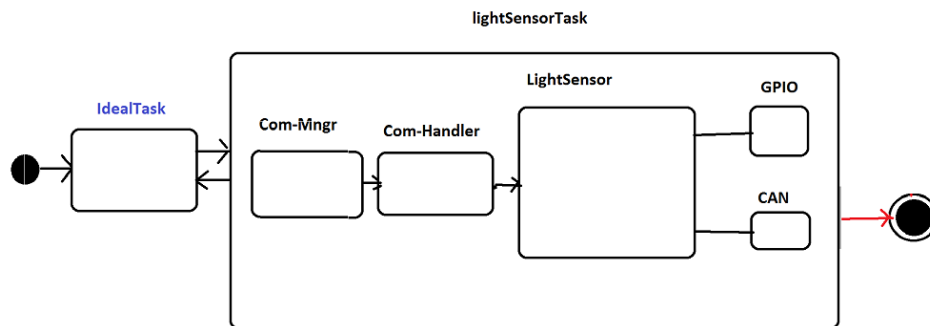 lightSensorTask
LightSensor
GPIO
IdealTask
Com-Mngr
Com-Handler
CAN